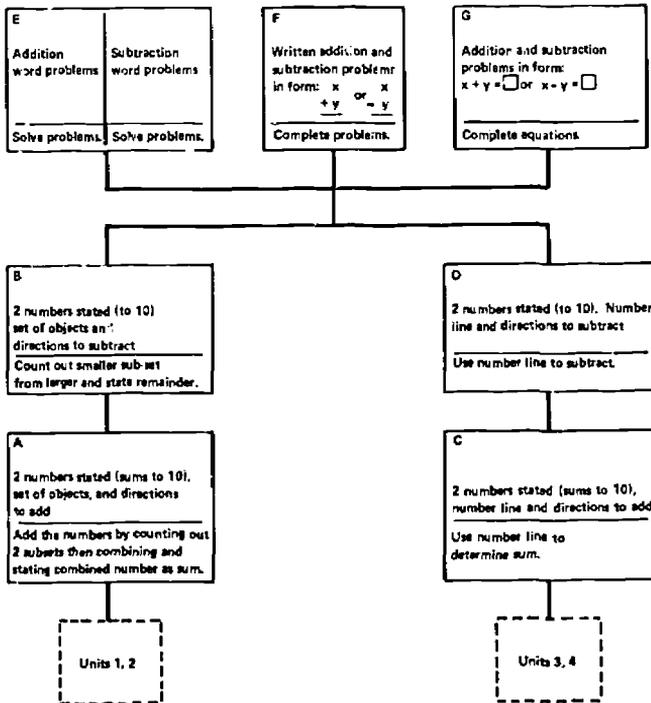 E
Addition
word problems
Subtraction
word problems
Solve problems.
Solve problems.
F
Written addition and
subtraction problems
in form: x
+ y
or
x
- y
Complete problems.
G
Addition and subtraction
problems in form:
x + y = □ or x - y = □
Complete equations.
B
2 numbers stated (to 10)
set of objects and
directions to subtract
Count out smaller sub-set
from larger and state remainder.
D
2 numbers stated (to 10). Number
line and directions to subtract
Use number line to subtract.
A
2 numbers stated (sums to 10),
set of objects, and directions
to add
Add the numbers by counting out
2 subsets then combining and
stating combined number as sum.
C
2 numbers stated (sums to 10),
number line and directions to add
Use number line to
determine sum.
Units 1, 2
Units 3, 4